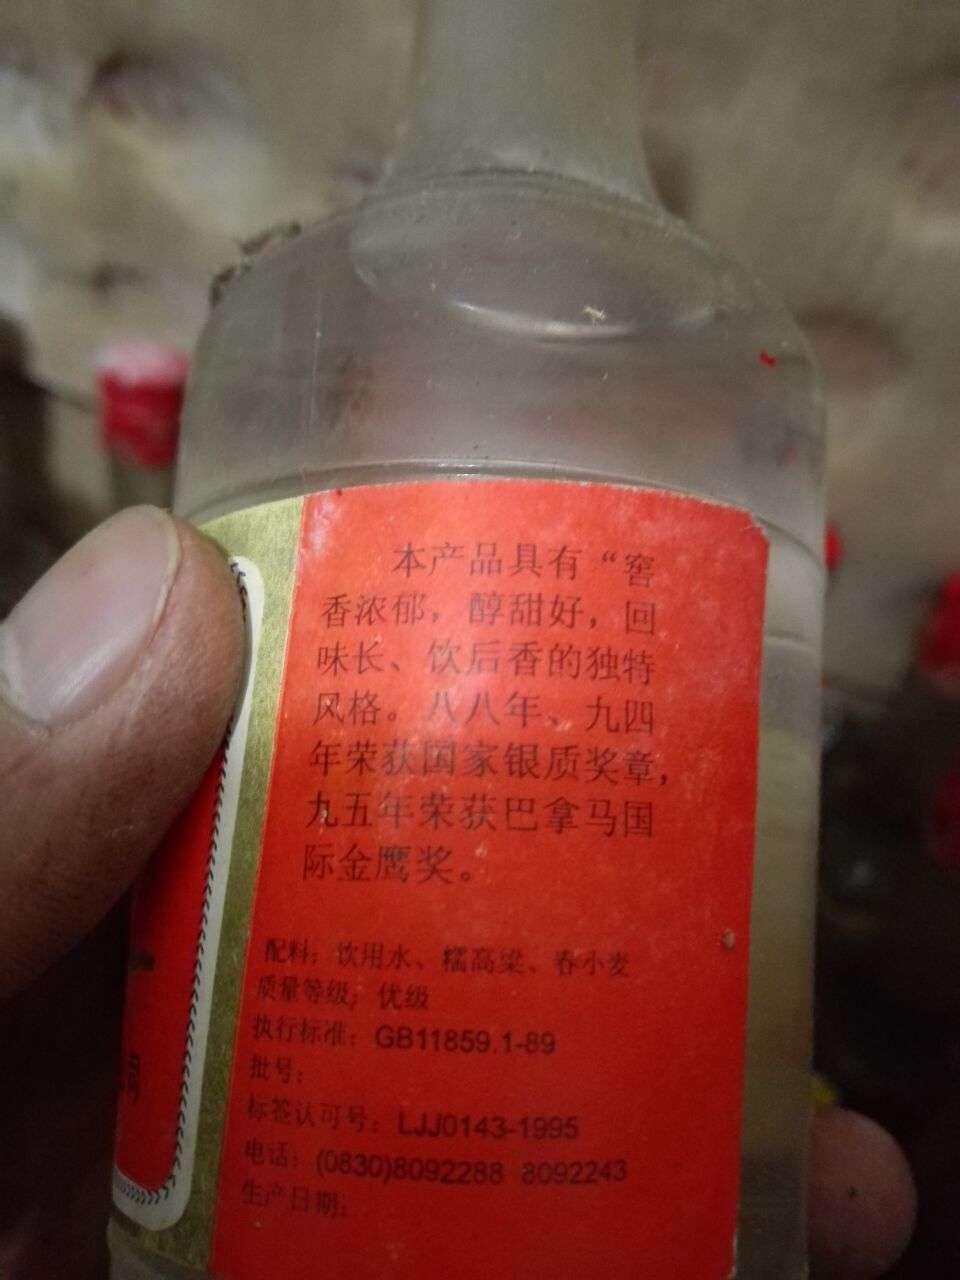 本产品具有“窖
香浓郁，醇甜好，回
味长、饮后香的独特
风格。八八年、九四
年荣获国家银质奖章，
九五年荣获巴拿马国
际金鹰奖。
配料：饮用水、糯高粱、春小麦
质量等级：优级
执行标准：GB11859.1-89
批号：
标签认可号：LJJ0143-1995
电话：(0830)8092288 8092243
生产日期：